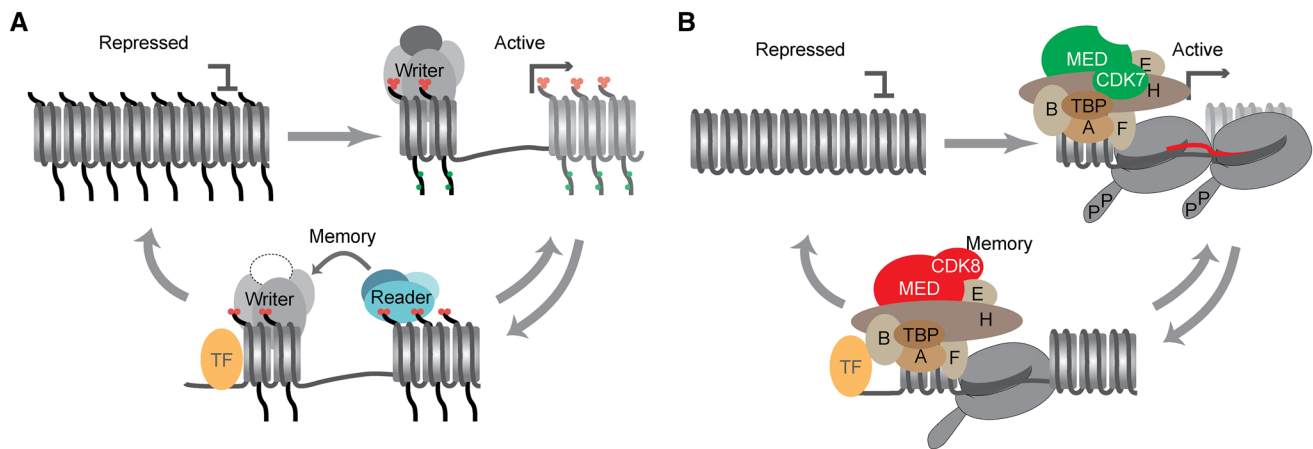 A
Repressed
Active
Writer
Memory
Writer
Reader
TF
B
Repressed
Active
MED
E
CDK7
H
B
TBP
A
F
P
P
P
P
Memory
CDK8
MED
E
H
B
TBP
A
F
TF